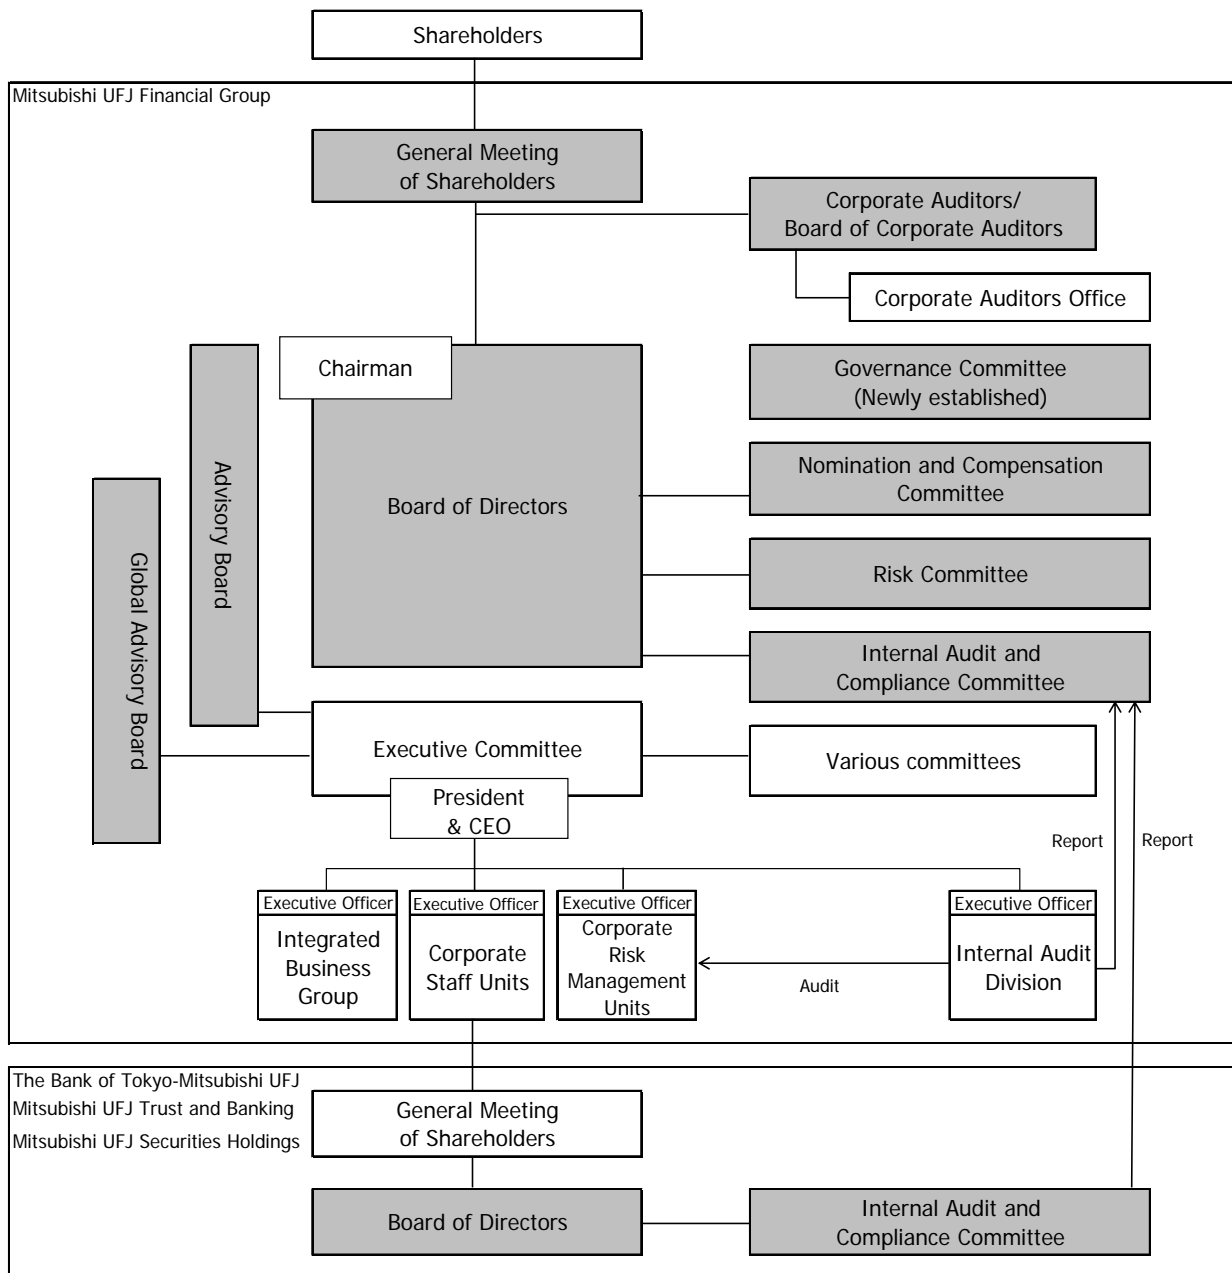 Shareholders
Mitsubishi UFJ Financial Group
General Meeting
of Shareholders
Corporate Auditors/
Board of Corporate Auditors
Corporate Auditors Office
Chairman
Governance Committee
(Newly established)
Advisory Board
Global Advisory Board
Board of Directors
Nomination and Compensation
Committee
Risk Committee
Internal Audit and
Compliance Committee
Executive Committee
Various committees
President
& CEO
Report
Report
Executive Officer
Integrated
Business
Group
Executive Officer
Corporate
Staff Units
Executive Officer
Corporate
Risk
Management
Units
Audit
Executive Officer
Internal Audit
Division
The Bank of Tokyo-Mitsubishi UFJ
Mitsubishi UFJ Trust and Banking
Mitsubishi UFJ Securities Holdings
General Meeting
of Shareholders
Board of Directors
Internal Audit and
Compliance Committee